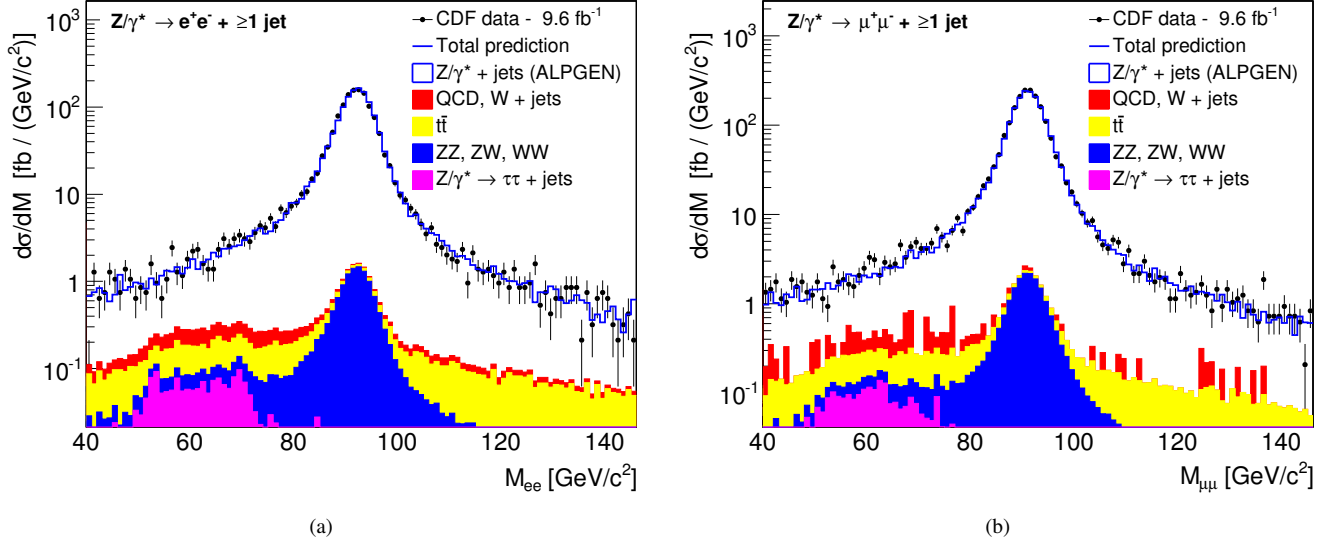 Z/γ* → e⁺e⁻ + ≥1 jet
CDF data - 9.6 fb⁻¹
Total prediction
Z/γ* + jets (ALPGEN)
QCD, W + jets
tt̄
ZZ, ZW, WW
Z/γ* → ττ + jets
dσ/dM [fb / (GeV/c²)]
10³
10²
10
1
10⁻¹
40 60 80 100 120 140
M_ee [GeV/c²]
(a)
Z/γ* → μ⁺μ⁻ + ≥1 jet
CDF data - 9.6 fb⁻¹
Total prediction
Z/γ* + jets (ALPGEN)
QCD, W + jets
tt̄
ZZ, ZW, WW
Z/γ* → ττ + jets
dσ/dM [fb / (GeV/c²)]
10³
10²
10
1
10⁻¹
40 60 80 100 120 140
M_μμ [GeV/c²]
(b)